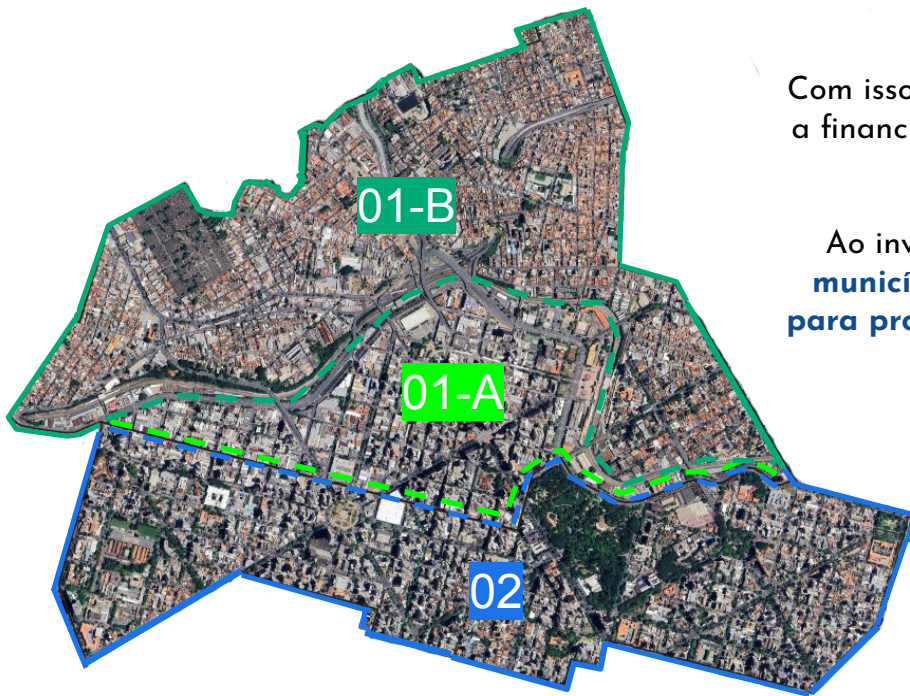 Com isso
a financ
Ao inv
municí
para pro
01-B
01-A
02